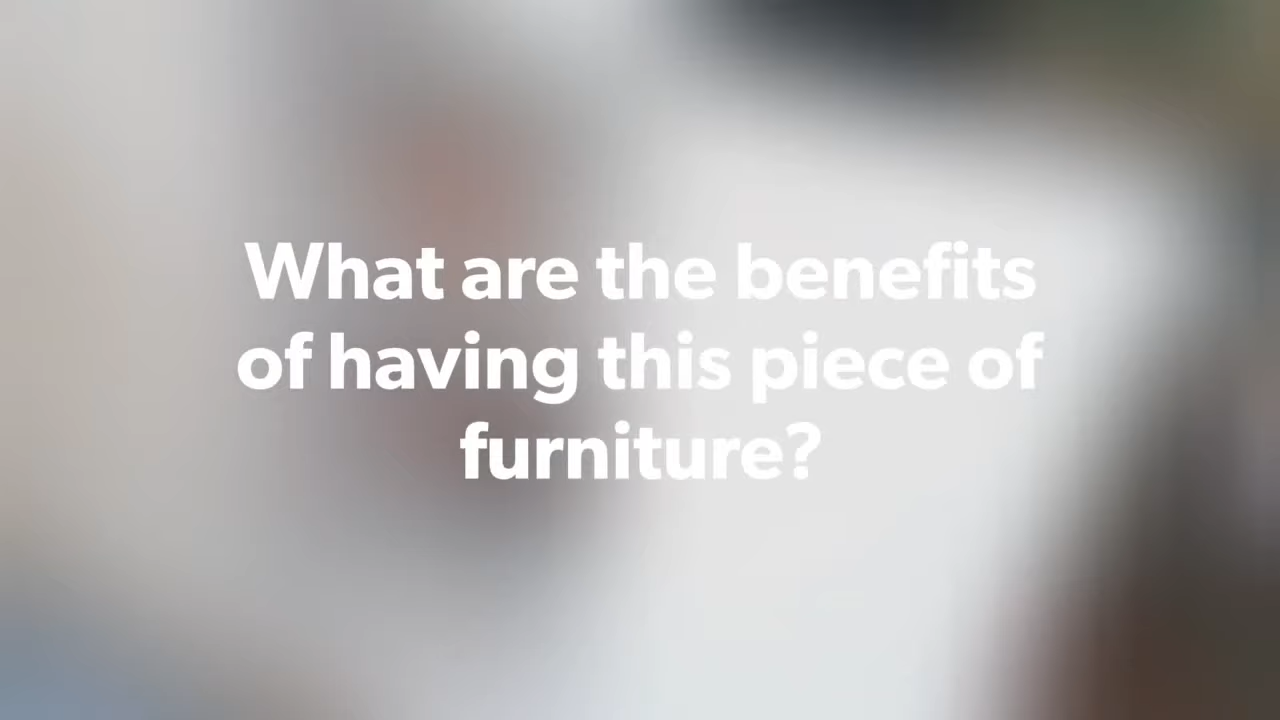 What are the benefits
of having this piece of
furniture?